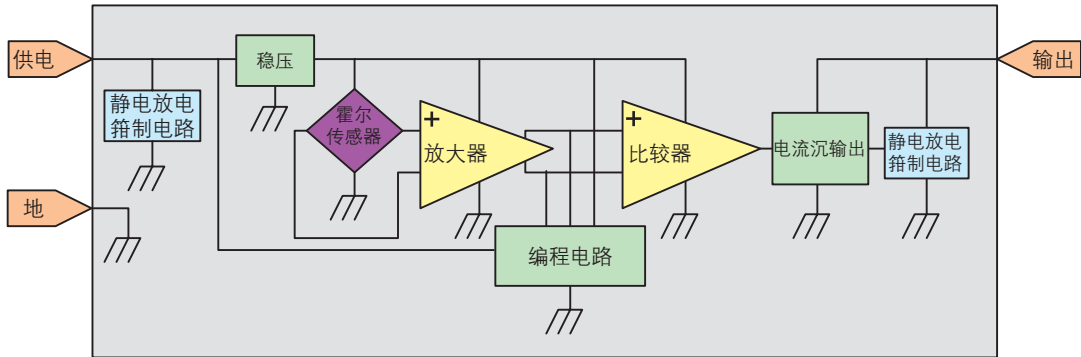 供电
稳压
输出
静电放电
箝制电路
霍尔
传感器
+
放大器
+
比较器
电流沉输出
静电放电
箝制电路
地
编程电路